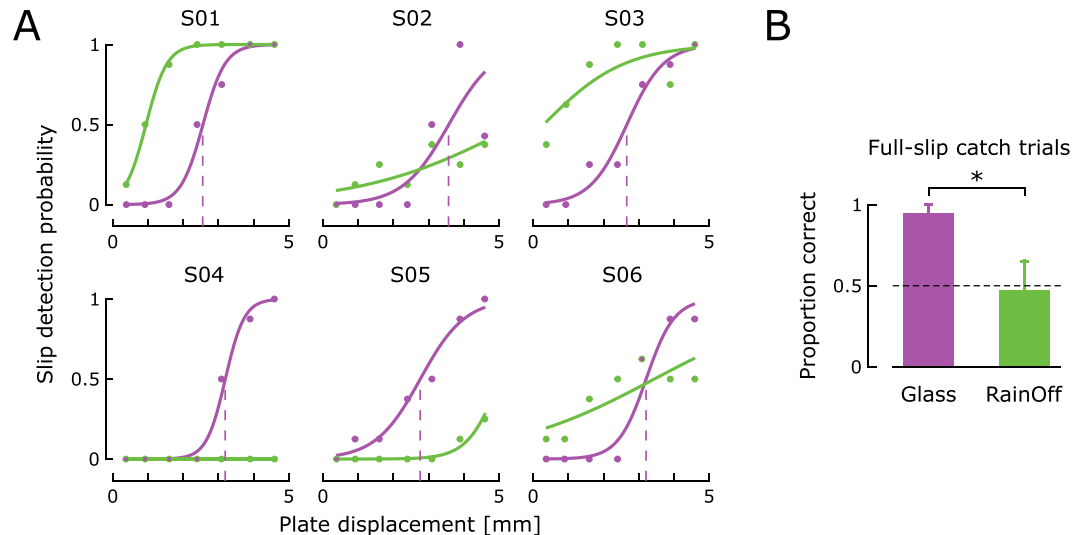 A
B
S01
S02
S03
1
0.5
0
0
5
0
5
0
5
Slip detection probability
S04
S05
S06
1
0.5
0
0
5
0
5
0
5
Plate displacement [mm]
Full-slip catch trials
*
1
0.5
0
Proportion correct
Glass
RainOff